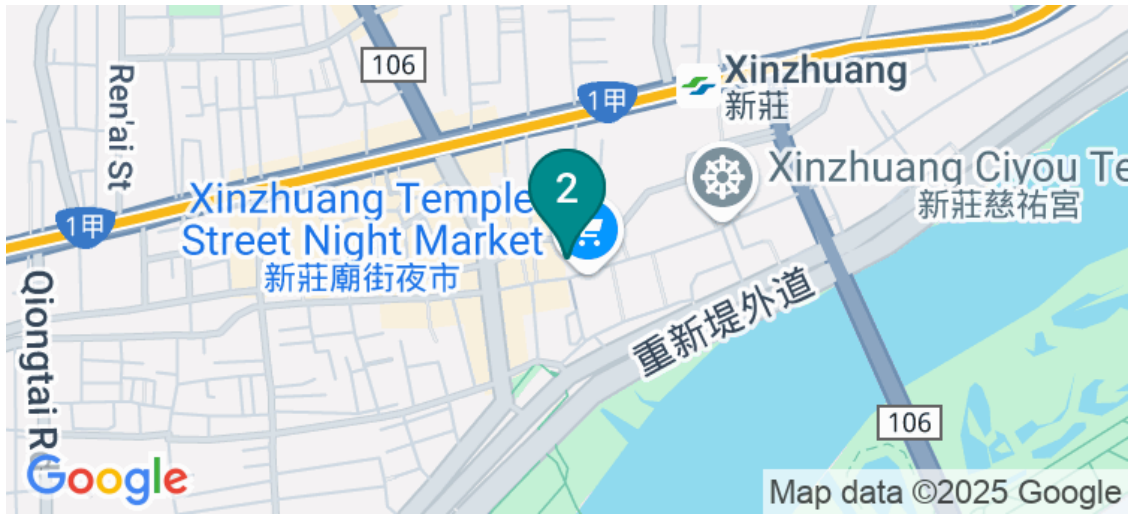 106
Ren'ai St
1甲
Xinzhuang
新莊
Xinzhuang Ciyou Te
新莊慈祐宮
2
Xinzhuang Temple
Street Night Market
新莊廟街夜市
1甲
Qiongtai Rd
重新堤外道
106
Google
Map data ©2025 Google